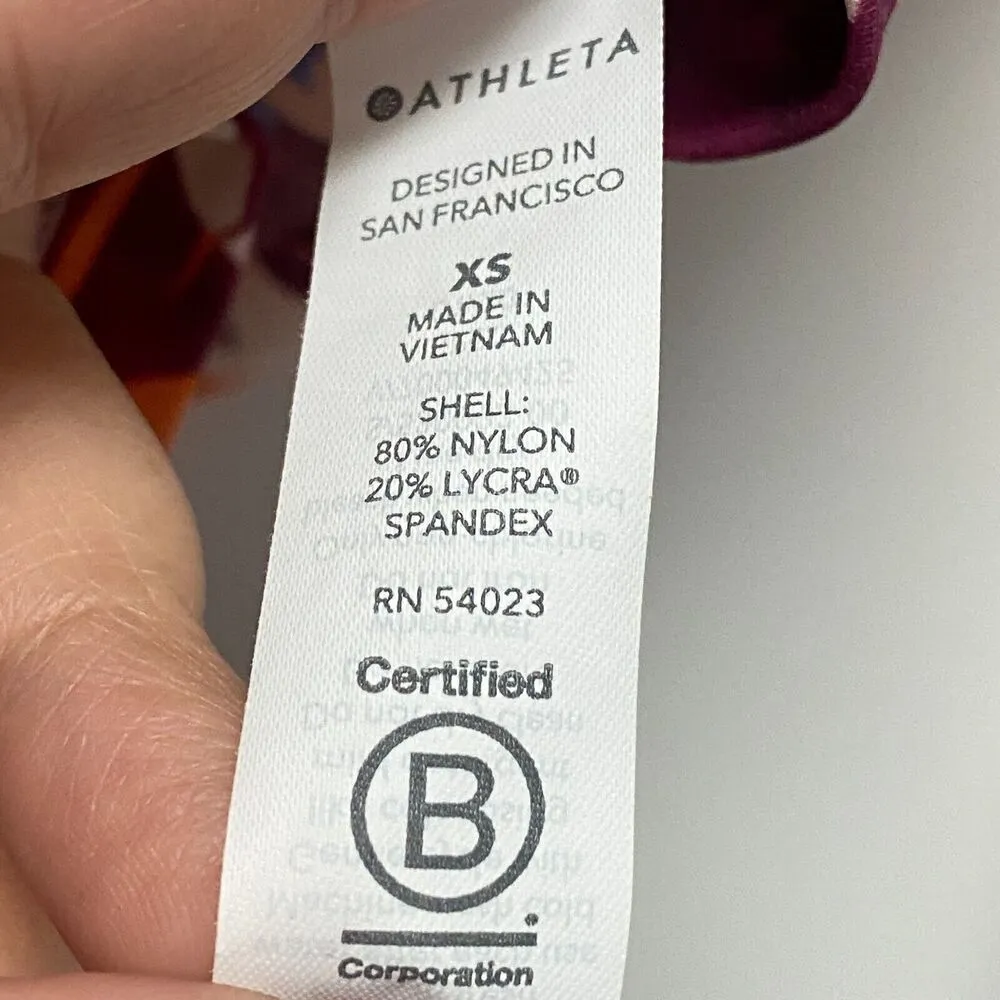 ATHLETA
DESIGNED IN
SAN FRANCISCO
XS
MADE IN
VIETNAM
SHELL:
80% NYLON
20% LYCRA®
SPANDEX
RN 54023
Certified
B
Corporation